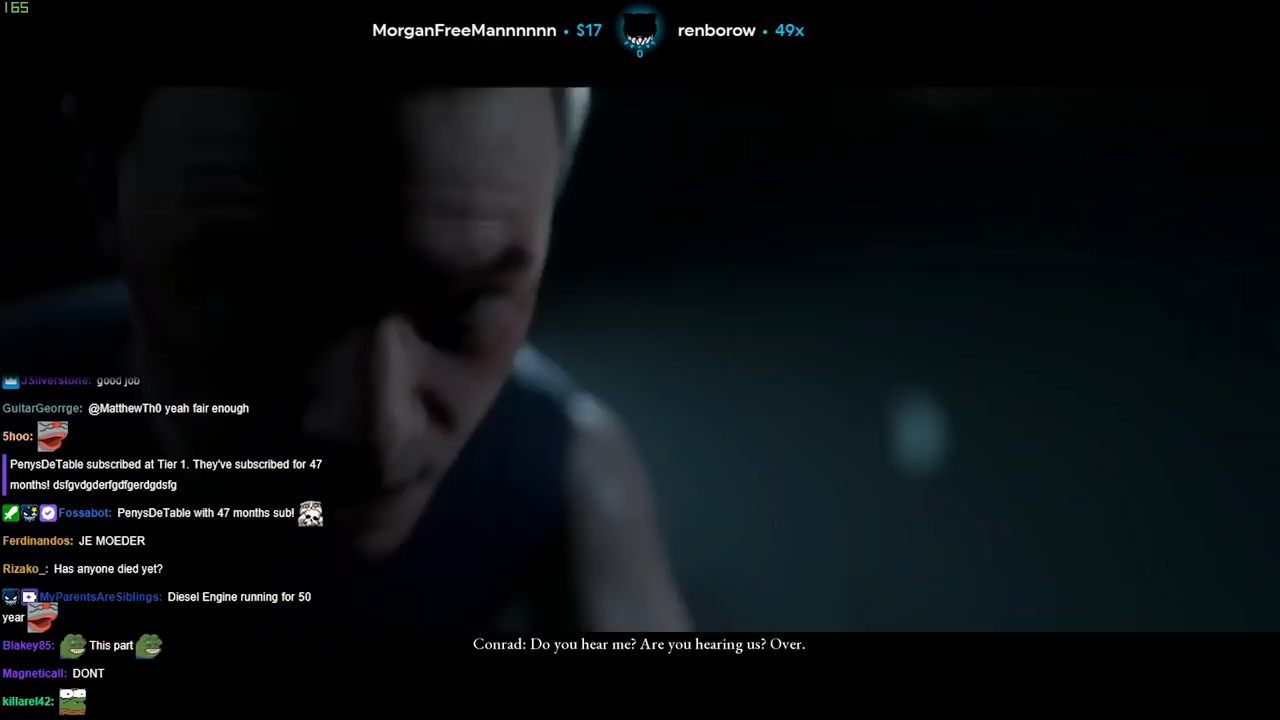 165
MorganFreeMannnnnn • $17
renborow • 49x
0
JSilverstone: good job
GuitarGeorrge: @MatthewTh0 yeah fair enough
5hoo:
PenysDeTable subscribed at Tier 1. They've subscribed for 47
months! dsfgvdgderfgdfgerdgdsfg
Fossabot: PenysDeTable with 47 months sub!
Ferdinandos: JE MOEDER
Rizako_: Has anyone died yet?
MyParentsAreSiblings: Diesel Engine running for 50
year
Blakey85: This part
Magneticall: DONT
killarel42:
Conrad: Do you hear me? Are you hearing us? Over.